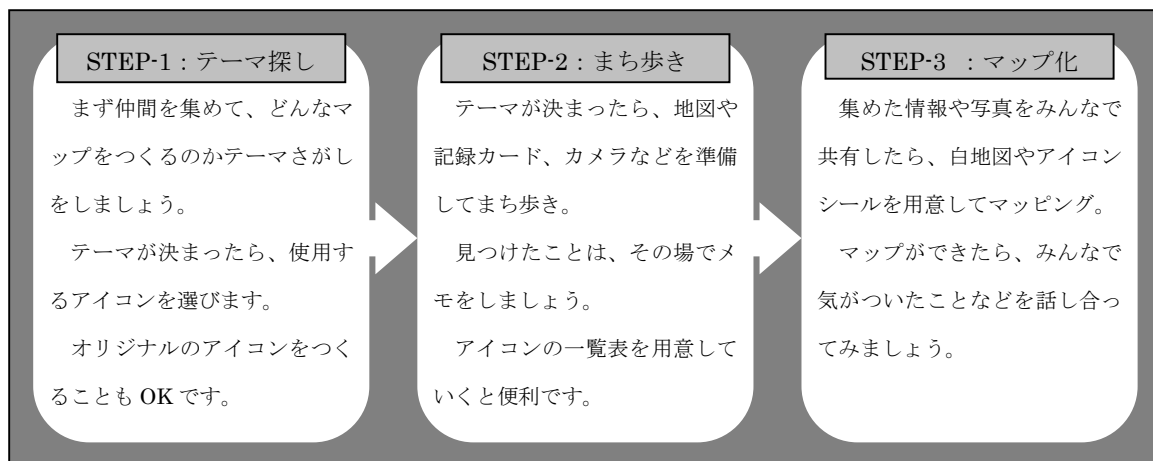 STEP-1:テーマ探し
　まず仲間を集めて、どんなマ
ップをつくるのかテーマさがし
をしましょう。
　テーマが決まったら、使用す
るアイコンを選びます。
　オリジナルのアイコンをつく
ることも OK です。
STEP-2:まち歩き
　テーマが決まったら、地図や
記録カード、カメラなどを準備
してまち歩き。
　見つけたことは、その場でメ
モをしましょう。
　アイコンの一覧表を用意して
いくと便利です。
STEP-3 :マップ化
　集めた情報や写真をみんなで
共有したら、白地図やアイコン
シールを用意してマッピング。
　マップができたら、みんなで
気がついたことなどを話し合っ
てみましょう。